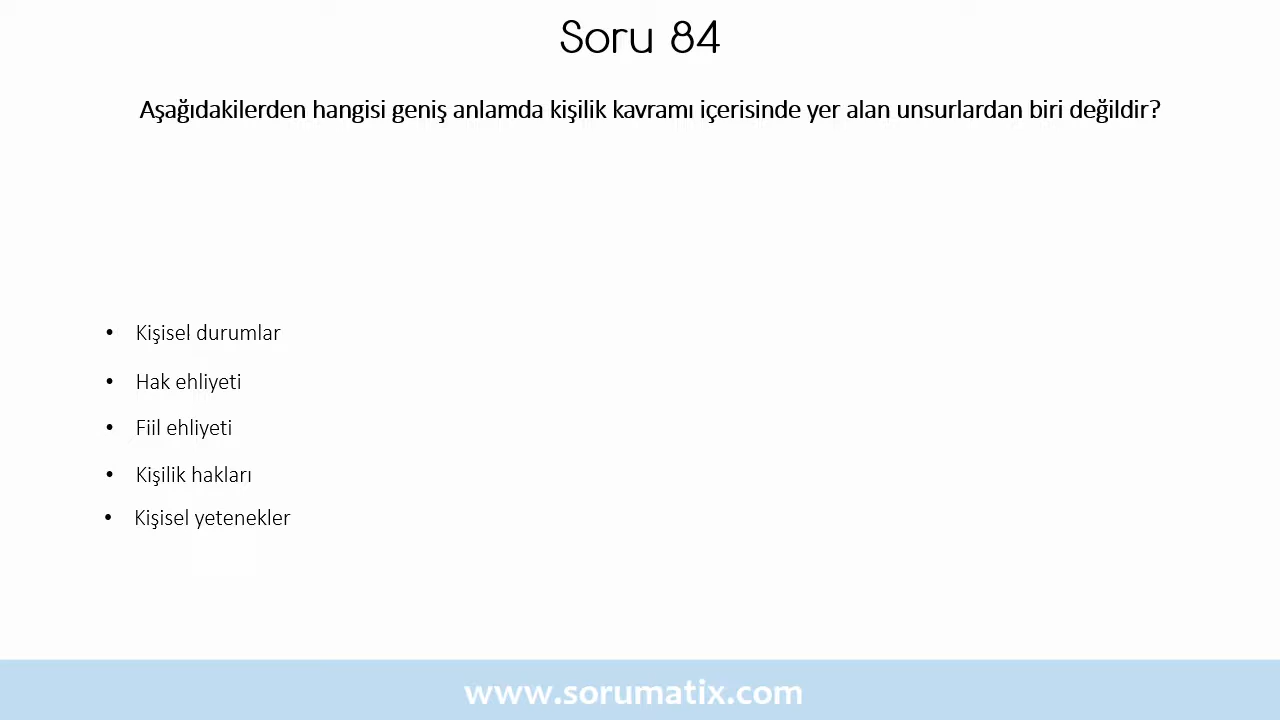 Soru 84
Aşağıdakilerden hangisi geniş anlamda kişilik kavramı içerisinde yer alan unsurlardan biri değildir?
• Kişisel durumlar
• Hak ehliyeti
• Fiil ehliyeti
• Kişilik hakları
• Kişisel yetenekler
www.sorumatix.com